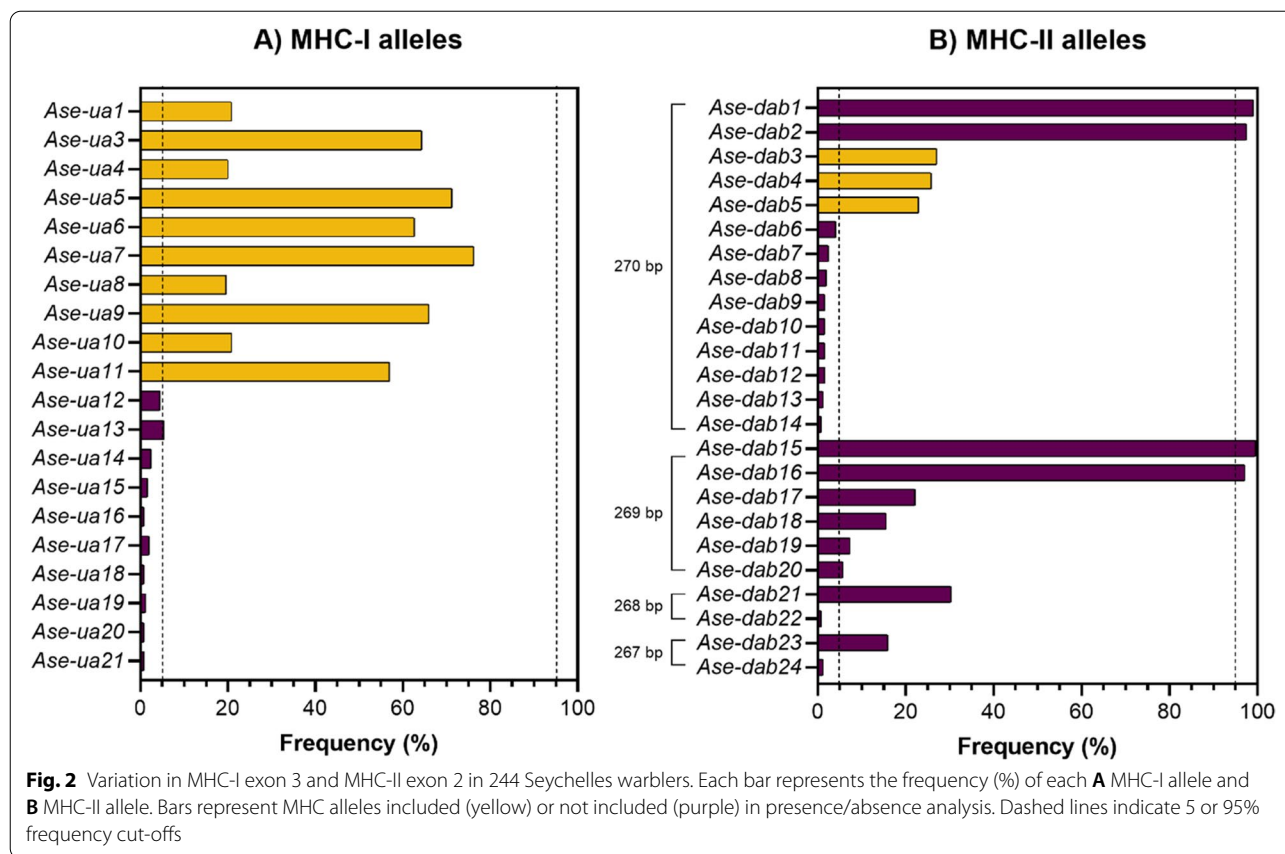 A) MHC-I alleles
Ase-ua1
Ase-ua3
Ase-ua4
Ase-ua5
Ase-ua6
Ase-ua7
Ase-ua8
Ase-ua9
Ase-ua10
Ase-ua11
Ase-ua12
Ase-ua13
Ase-ua14
Ase-ua15
Ase-ua16
Ase-ua17
Ase-ua18
Ase-ua19
Ase-ua20
Ase-ua21
0 20 40 60 80 100
Frequency (%)
B) MHC-II alleles
270 bp
Ase-dab1
Ase-dab2
Ase-dab3
Ase-dab4
Ase-dab5
Ase-dab6
Ase-dab7
Ase-dab8
Ase-dab9
Ase-dab10
Ase-dab11
Ase-dab12
Ase-dab13
Ase-dab14
269 bp
Ase-dab15
Ase-dab16
Ase-dab17
Ase-dab18
Ase-dab19
Ase-dab20
268 bp
Ase-dab21
Ase-dab22
267 bp
Ase-dab23
Ase-dab24
0 20 40 60 80 100
Frequency (%)
Fig. 2 Variation in MHC-I exon 3 and MHC-II exon 2 in 244 Seychelles warblers. Each bar represents the frequency (%) of each A MHC-I allele and
B MHC-II allele. Bars represent MHC alleles included (yellow) or not included (purple) in presence/absence analysis. Dashed lines indicate 5 or 95%
frequency cut-offs